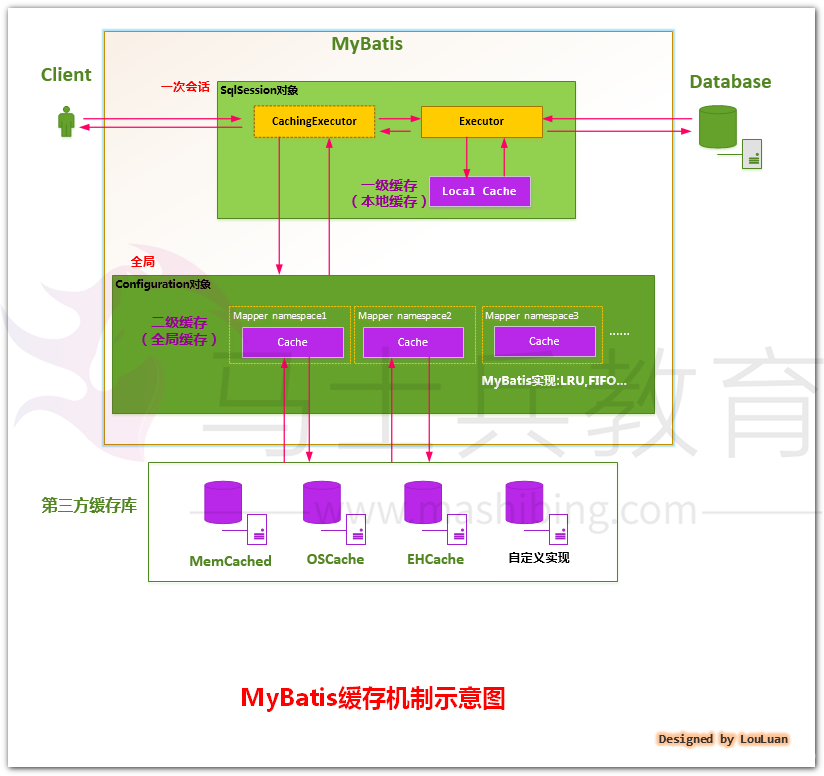 MyBatis
Client
Database
一次会话
SqlSession对象
CachingExecutor
Executor
一级缓存
（本地缓存）
Local Cache
全局
Configuration对象
二级缓存
（全局缓存）
Mapper namespace1
Cache
Mapper namespace2
Cache
Mapper namespace3
Cache
......
MyBatis实现:LRU,FIFO...
马士兵教育
www.mashibing.com
第三方缓存库
MemCached
OSCache
EHCache
自定义实现
MyBatis缓存机制示意图
Designed by LouLuan